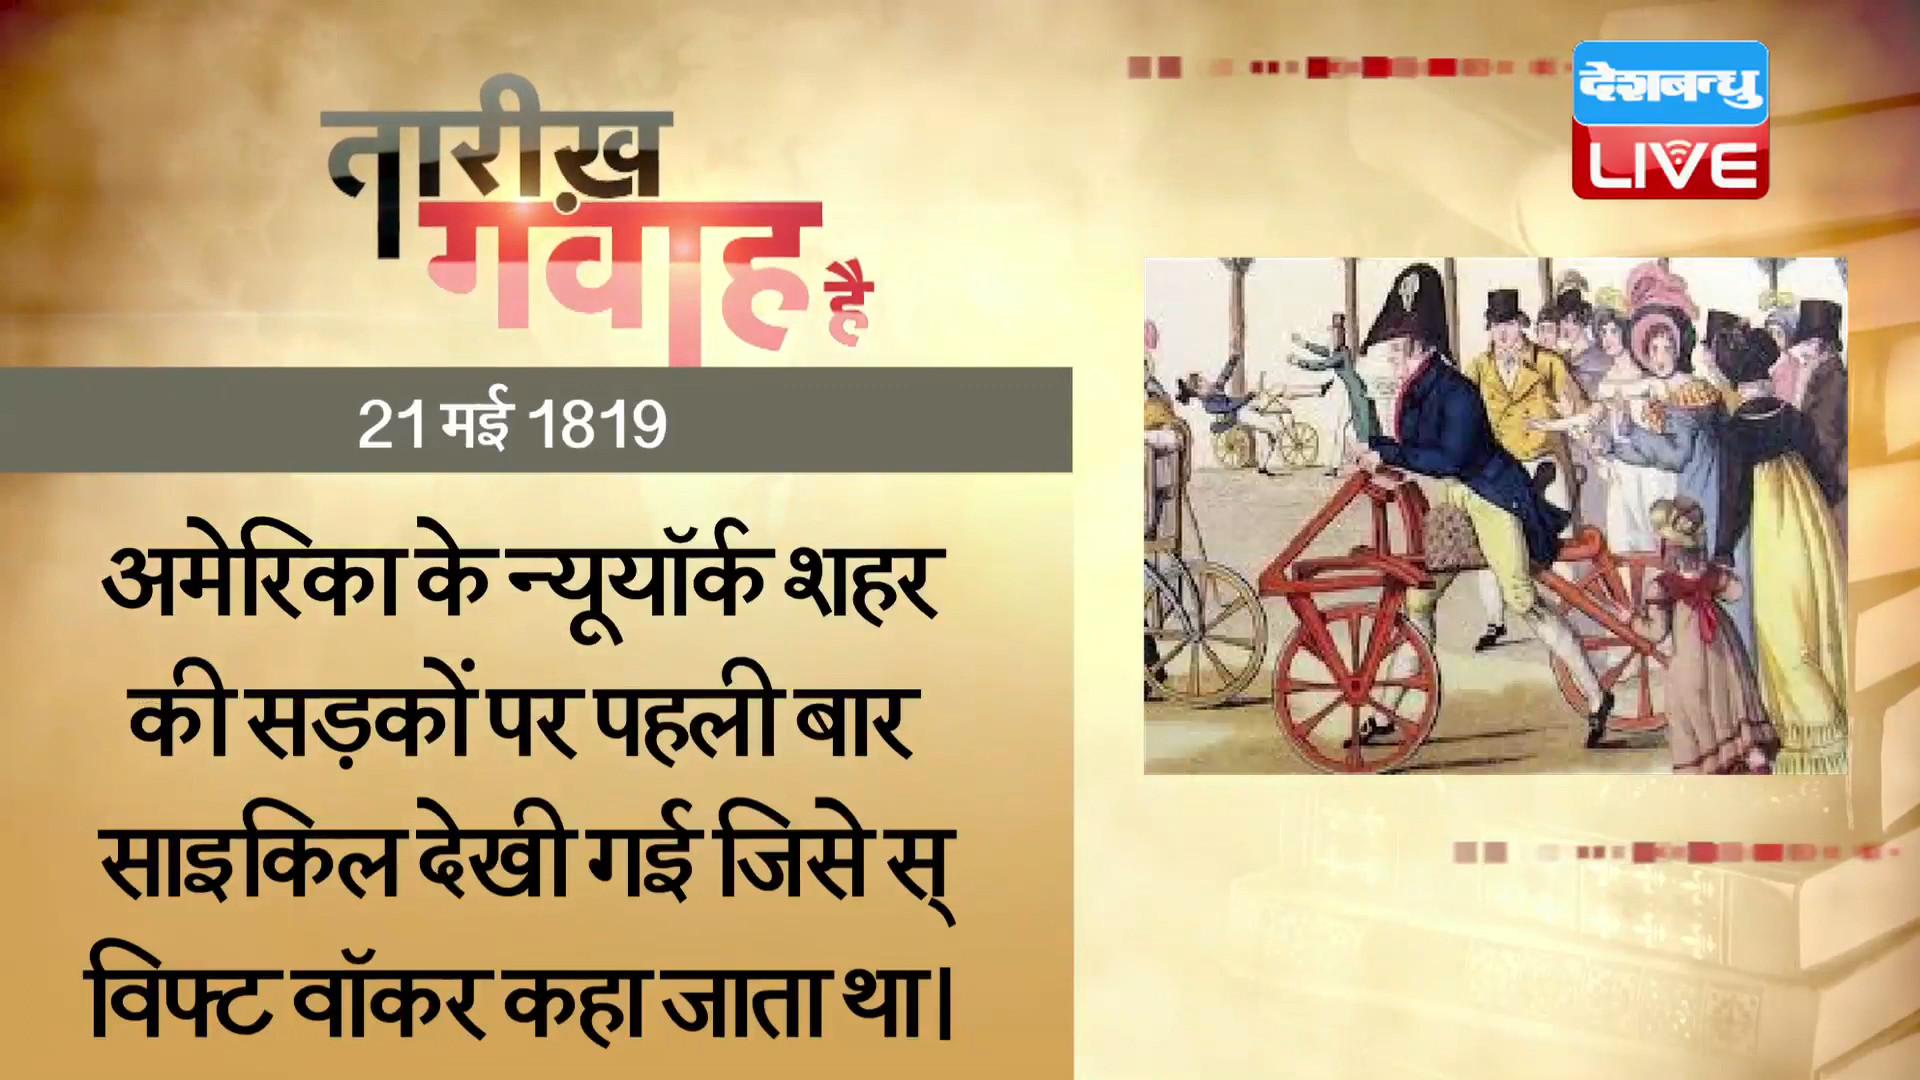 तारीख़
गवाह है
देशबन्धु
LIVE
21 मई 1819
अमेरिका के न्यूयॉर्क शहर
की सड़कों पर पहली बार
साइकिल देखी गई जिसे स्
विफ्ट वॉकर कहा जाता था।